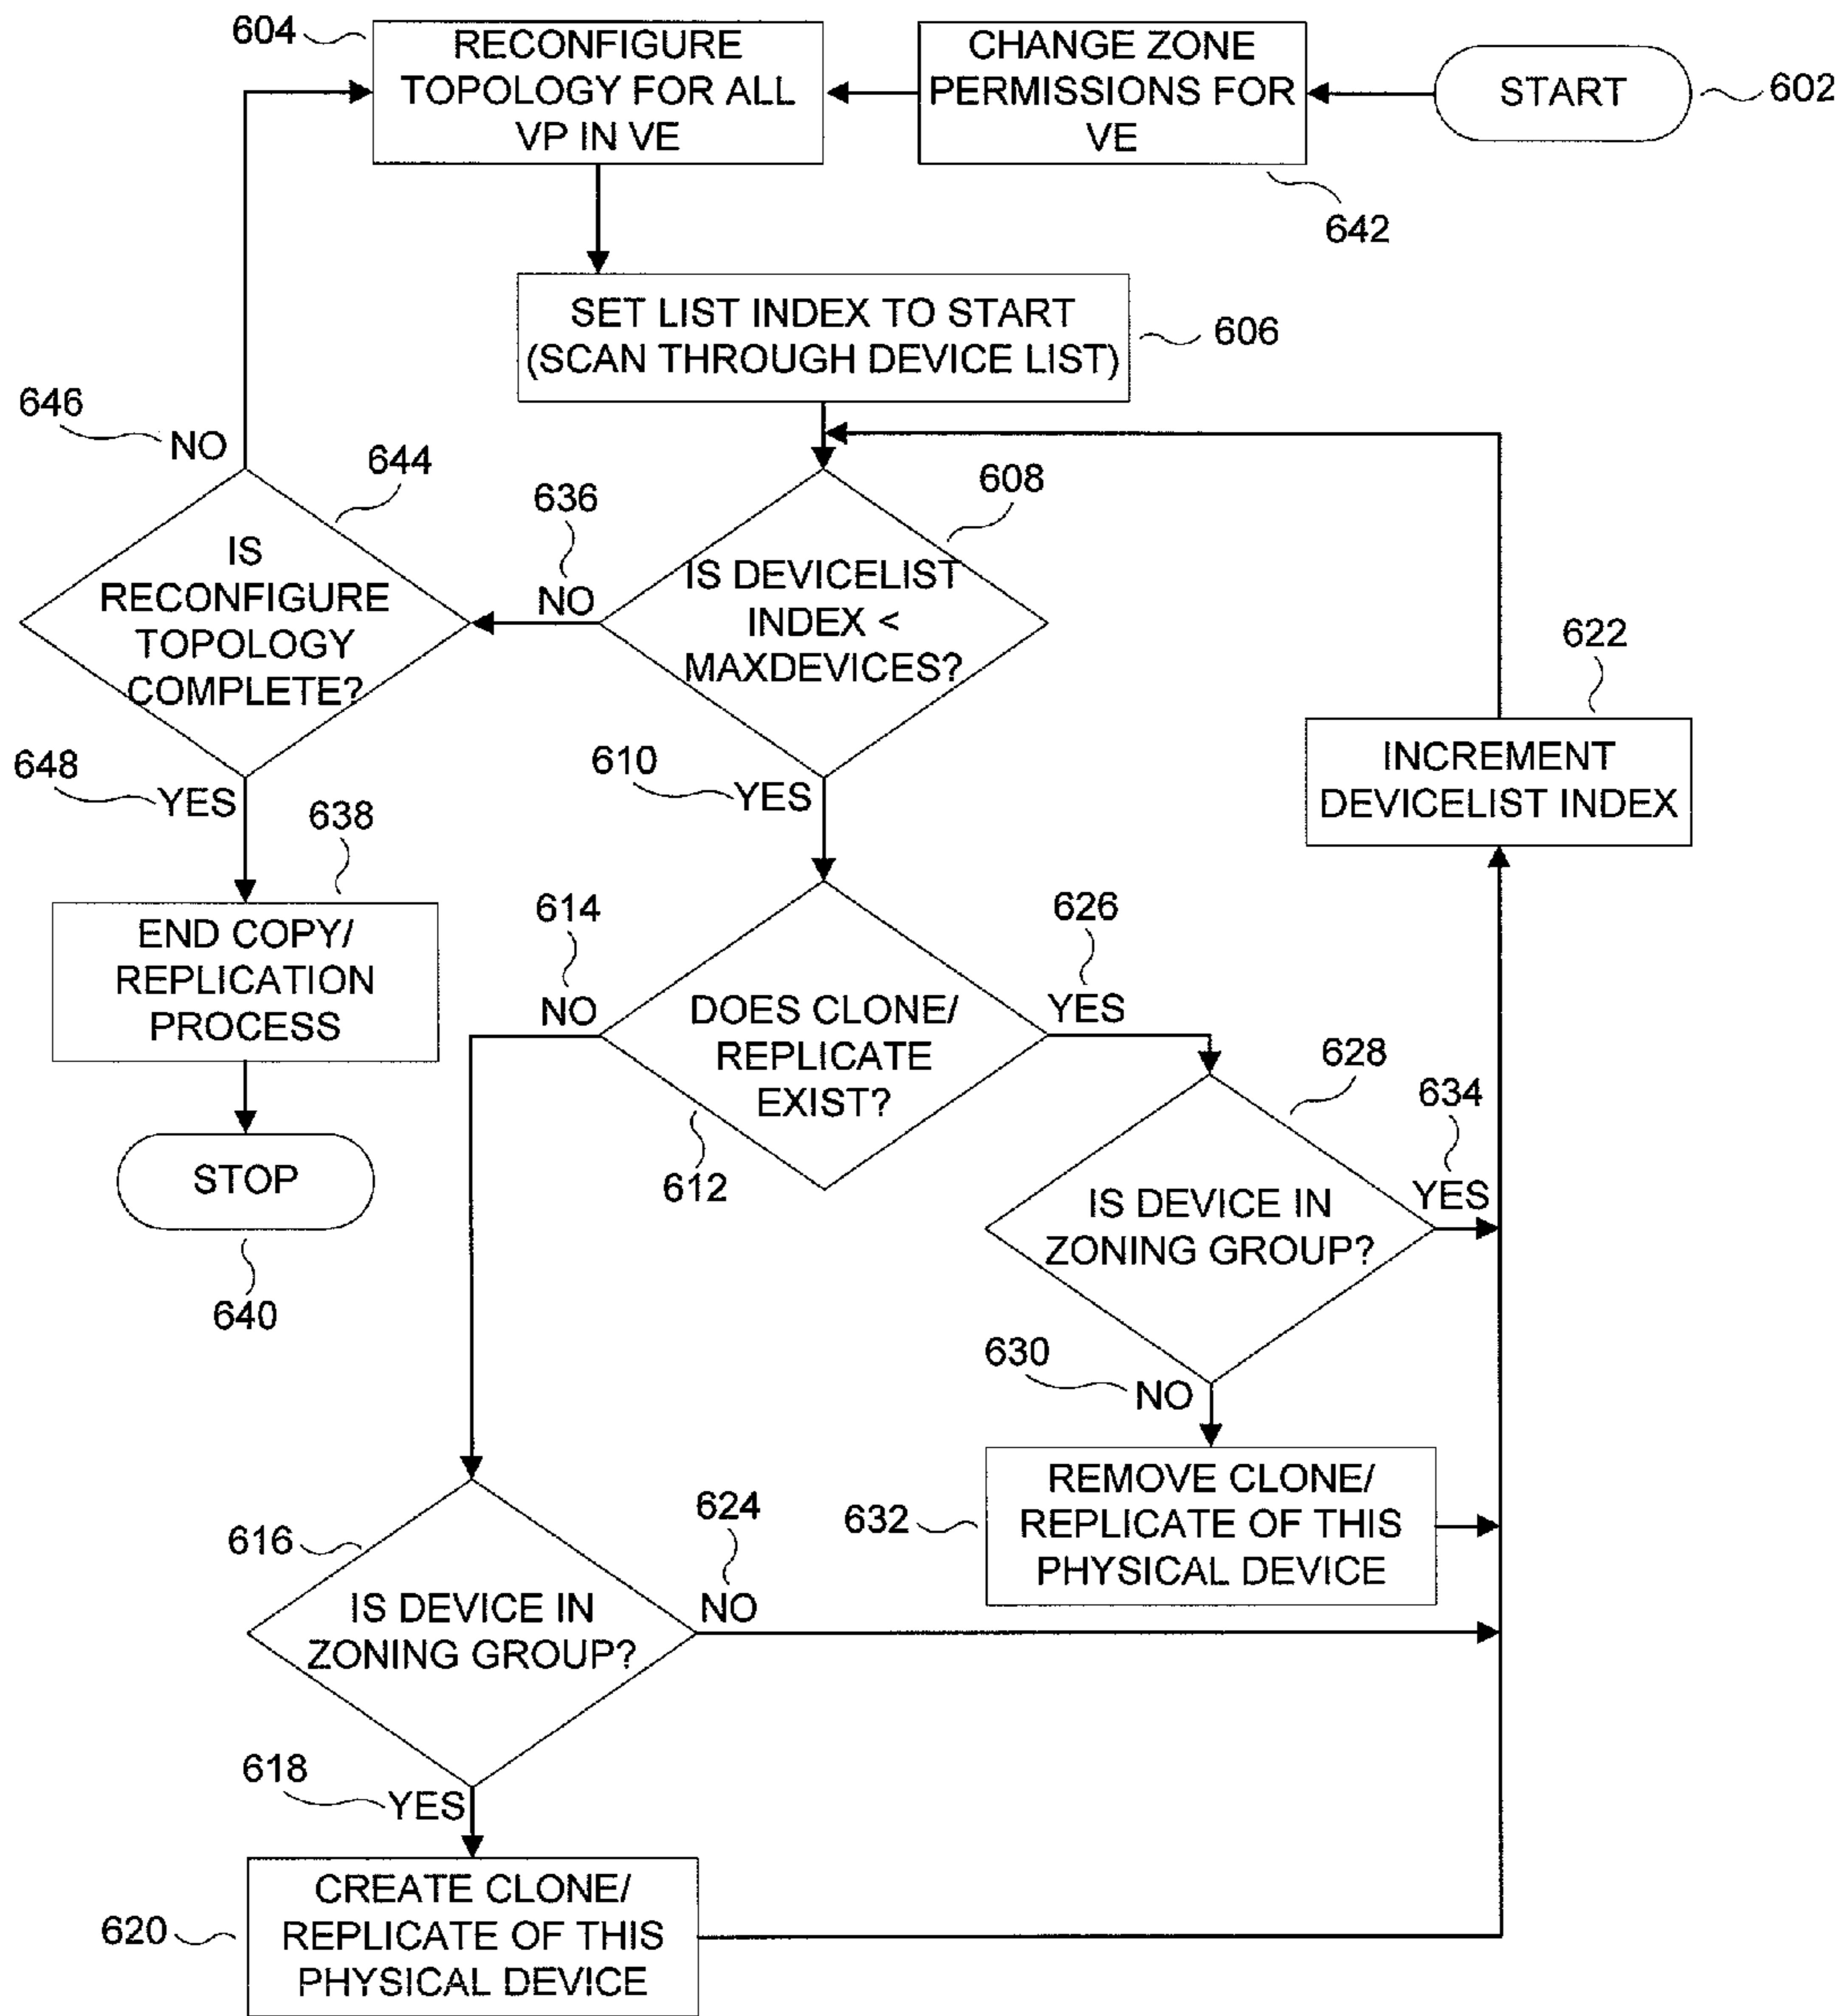 604
RECONFIGURE
TOPOLOGY FOR ALL
VP IN VE
CHANGE ZONE
PERMISSIONS FOR
VE
642
START
602
SET LIST INDEX TO START
(SCAN THROUGH DEVICE LIST)
606
646
NO
644
IS
RECONFIGURE
TOPOLOGY
COMPLETE?
636
NO
608
IS DEVICELIST
INDEX <
MAXDEVICES?
622
INCREMENT
DEVICELIST INDEX
648
YES
610
YES
638
END COPY/
REPLICATION
PROCESS
STOP
640
614
NO
DOES CLONE/
REPLICATE
EXIST?
612
626
YES
628
IS DEVICE IN
ZONING GROUP?
634
YES
630
NO
632
REMOVE CLONE/
REPLICATE OF THIS
PHYSICAL DEVICE
616
IS DEVICE IN
ZONING GROUP?
624
NO
618
YES
620
CREATE CLONE/
REPLICATE OF THIS
PHYSICAL DEVICE